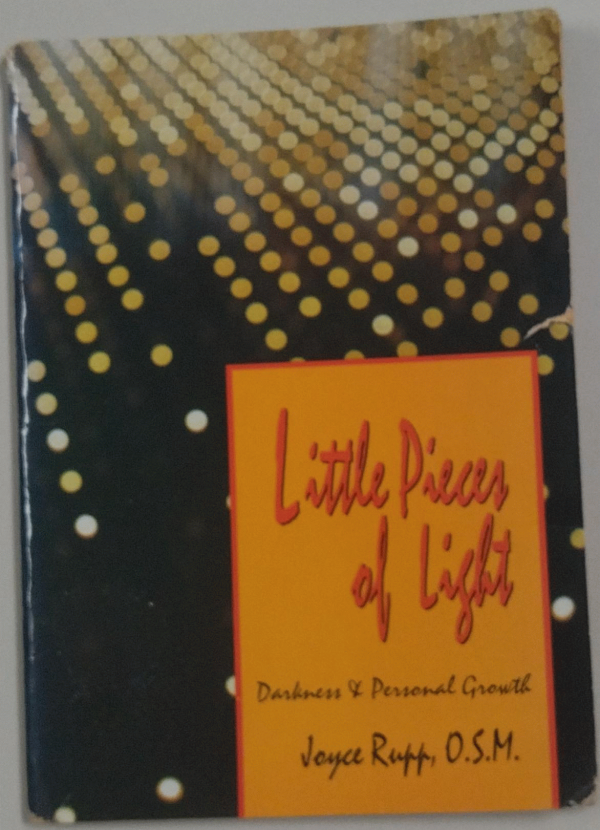 Little Pieces
of Light
Darkness & Personal Growth
Joyce Rupp, O.S.M.